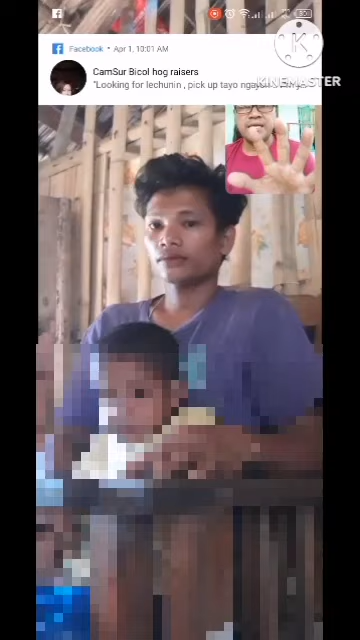 Facebook • Apr 1, 10:01 AM
CamSur Bicol hog raisers
"Looking for lechunin , pick up tayo ngayon
K
KINEMASTER